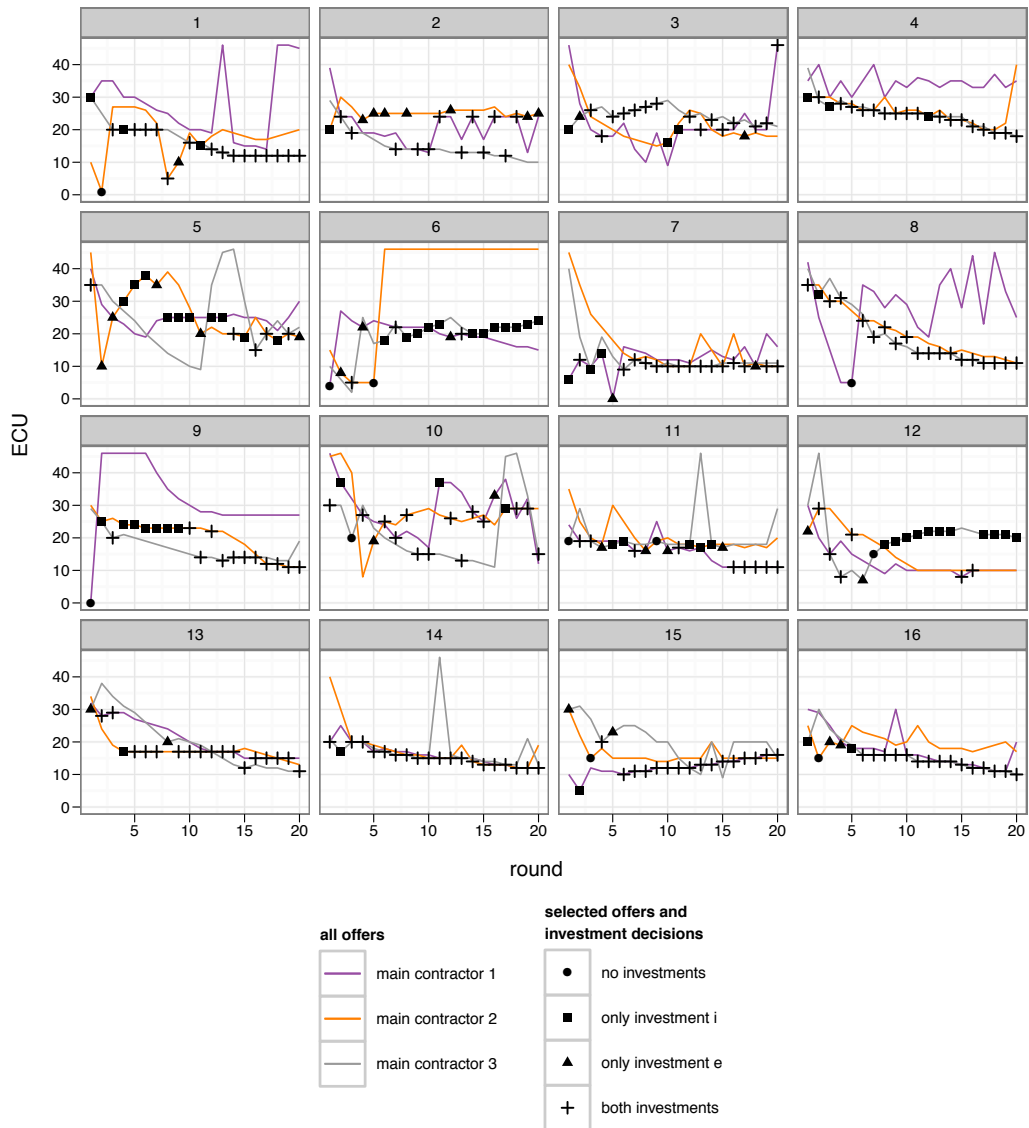 1 2 3 4
40
30
20
10
0
5 6 7 8
40
30
20
10
0
ECU
9 10 11 12
40
30
20
10
0
13 14 15 16
40
30
20
10
0
5 10 15 20 5 10 15 20 5 10 15 20 5 10 15 20
round
all offers
main contractor 1
main contractor 2
main contractor 3
selected offers and
investment decisions
no investments
only investment i
only investment e
both investments